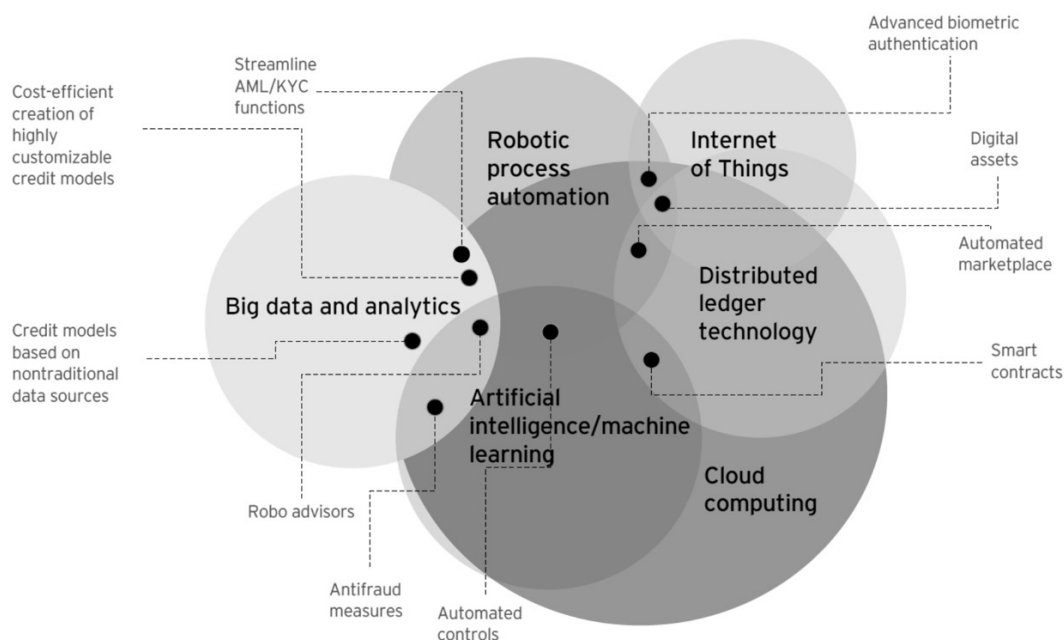 Advanced biometric
authentication
Streamline
AML/KYC
functions
Cost-efficient
creation of
highly
customizable
credit models
Robotic
process
automation
Internet
of Things
Digital
assets
Automated
marketplace
Big data and analytics
Distributed
ledger
technology
Credit models
based on
nontraditional
data sources
Smart
contracts
Artificial
intelligence/machine
learning
Cloud
computing
Robo advisors
Antifraud
measures
Automated
controls